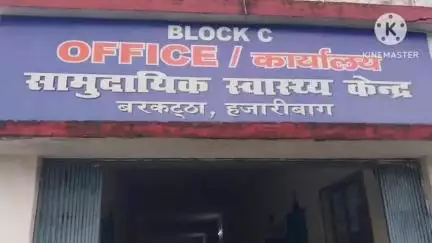 BLOCK C
OFFICE / कार्यालय
सामुदायिक स्वास्थ्य केन्द्र
बरकट्ठा, हजारीबाग
K
KINEMASTER